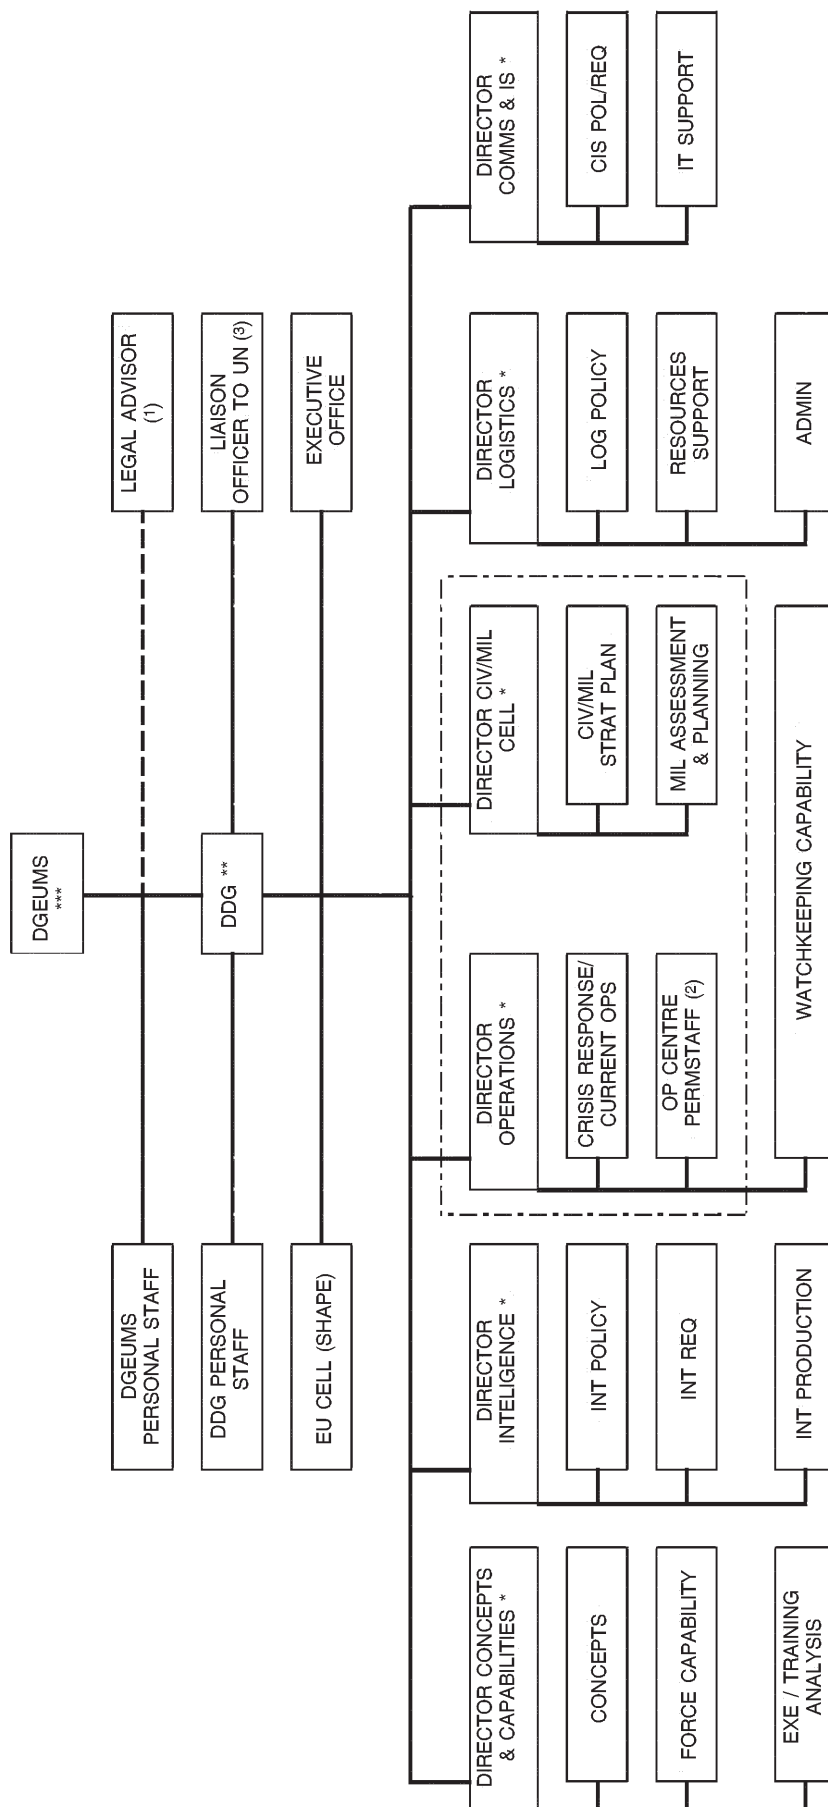 DGEUMS
***
DGEUMS
PERSONAL STAFF
LEGAL ADVISOR
(1)
DDG PERSONAL
STAFF
DDG **
LIAISON
OFFICER TO UN (3)
EU CELL (SHAPE)
EXECUTIVE
OFFICE
DIRECTOR CONCEPTS
& CAPABILITIES *
DIRECTOR
INTELIGENCE *
DIRECTOR
OPERATIONS *
DIRECTOR CIV/MIL
CELL *
DIRECTOR
LOGISTICS *
DIRECTOR
COMMS & IS *
CONCEPTS
INT POLICY
CRISIS RESPONSE/
CURRENT OPS
CIV/MIL
STRAT PLAN
LOG POLICY
CIS POL/REQ
FORCE CAPABILITY
INT REQ
OP CENTRE
PERMSTAFF (2)
MIL ASSESSMENT
& PLANNING
RESOURCES
SUPPORT
IT SUPPORT
EXE / TRAINING
ANALYSIS
INT PRODUCTION
WATCHKEEPING CAPABILITY
ADMIN